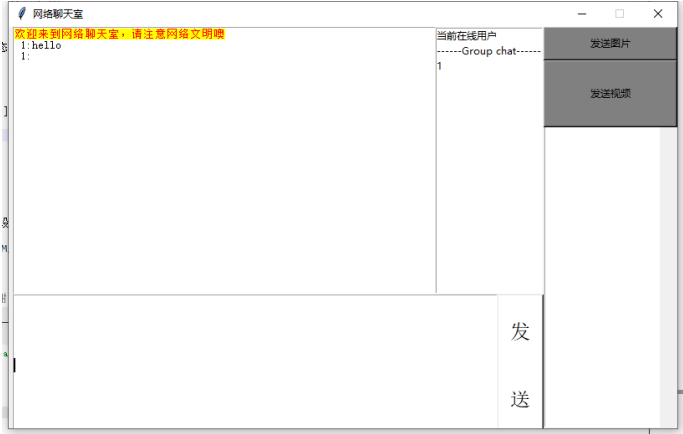 网络聊天室
欢迎来到网络聊天室，请注意网络文明噢
1:hello
1:
当前在线用户
------Group chat------
1
发送图片
发送视频
发
送